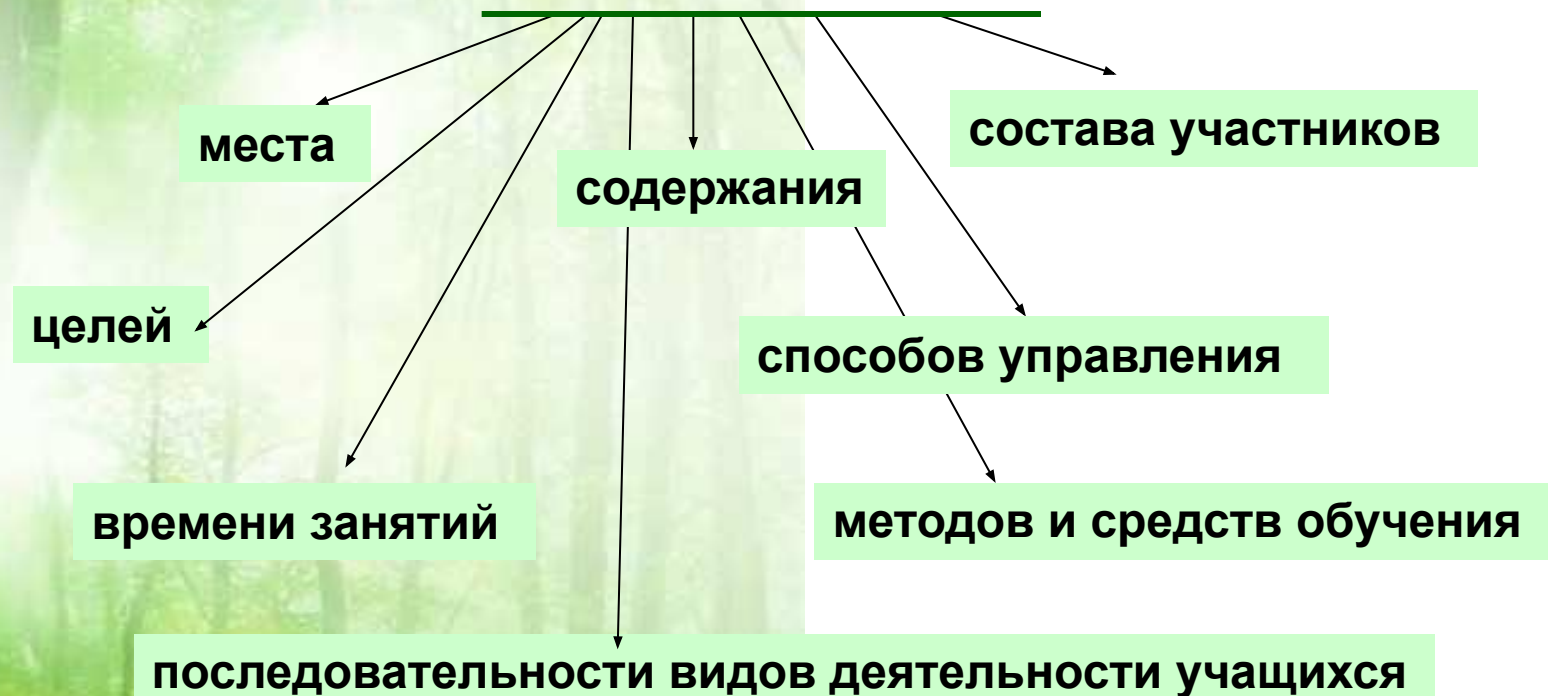 места
состава участников
содержания
целей
способов управления
времени занятий
методов и средств обучения
последовательности видов деятельности учащихся